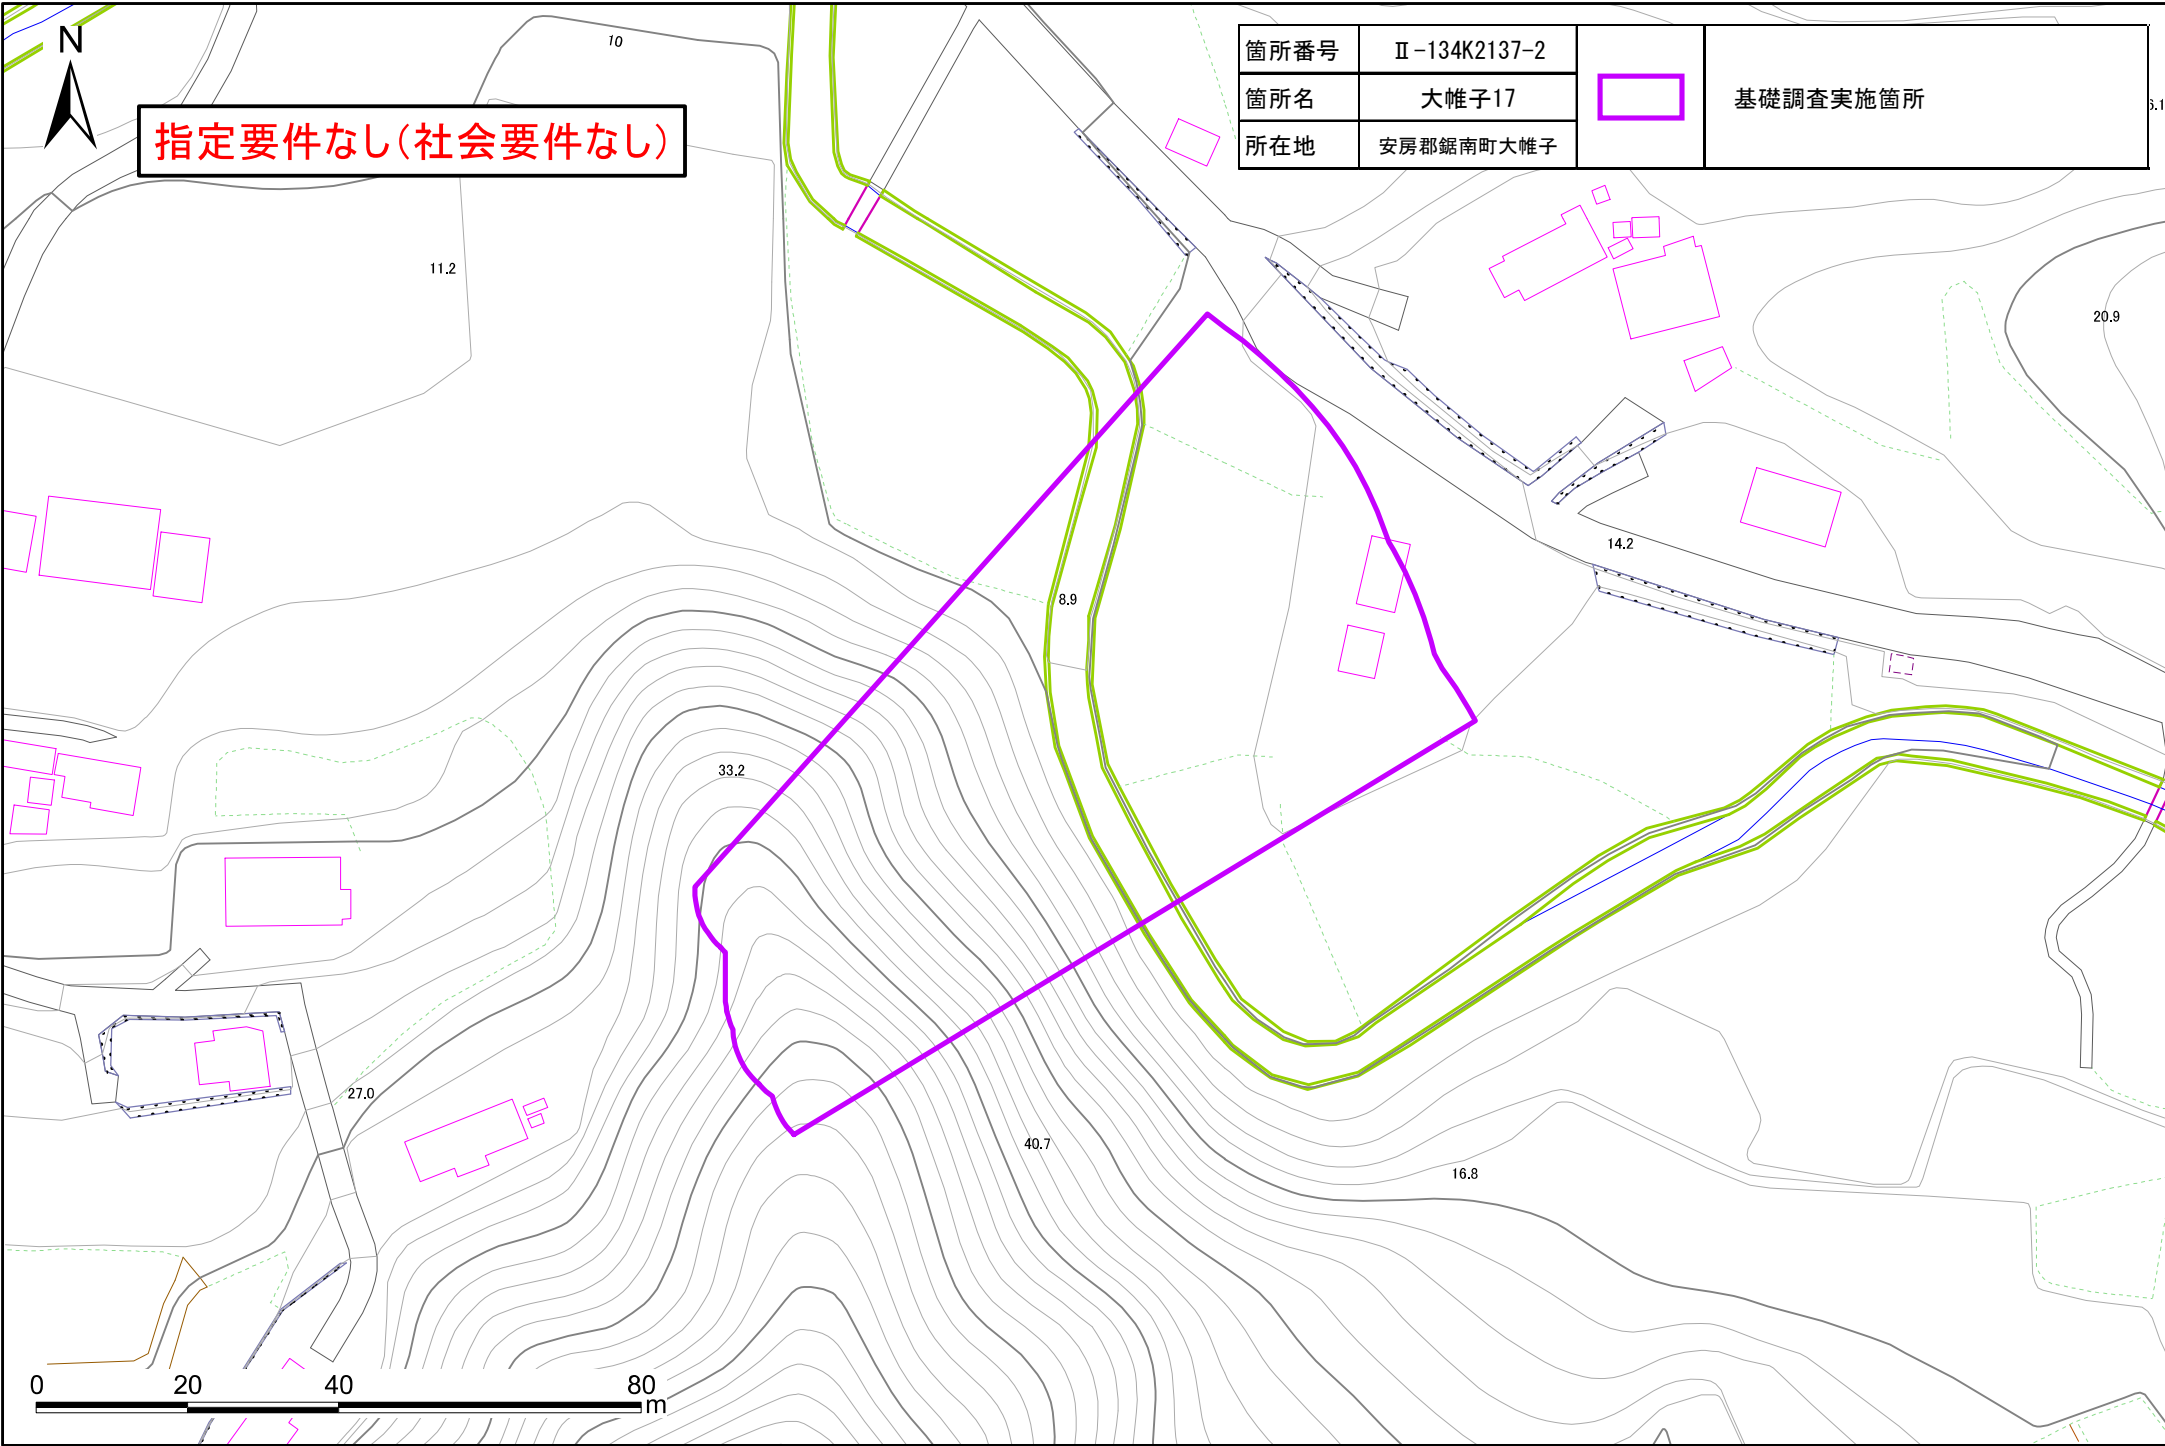 N
指定要件なし(社会要件なし)
箇所番号 Ⅱ-134K2137-2
箇所名 大帷子17
所在地 安房郡鋸南町大帷子
基礎調査実施箇所
10
11.2
20.9
14.2
8.9
33.2
27.0
40.7
16.8
0 20 40 80
m